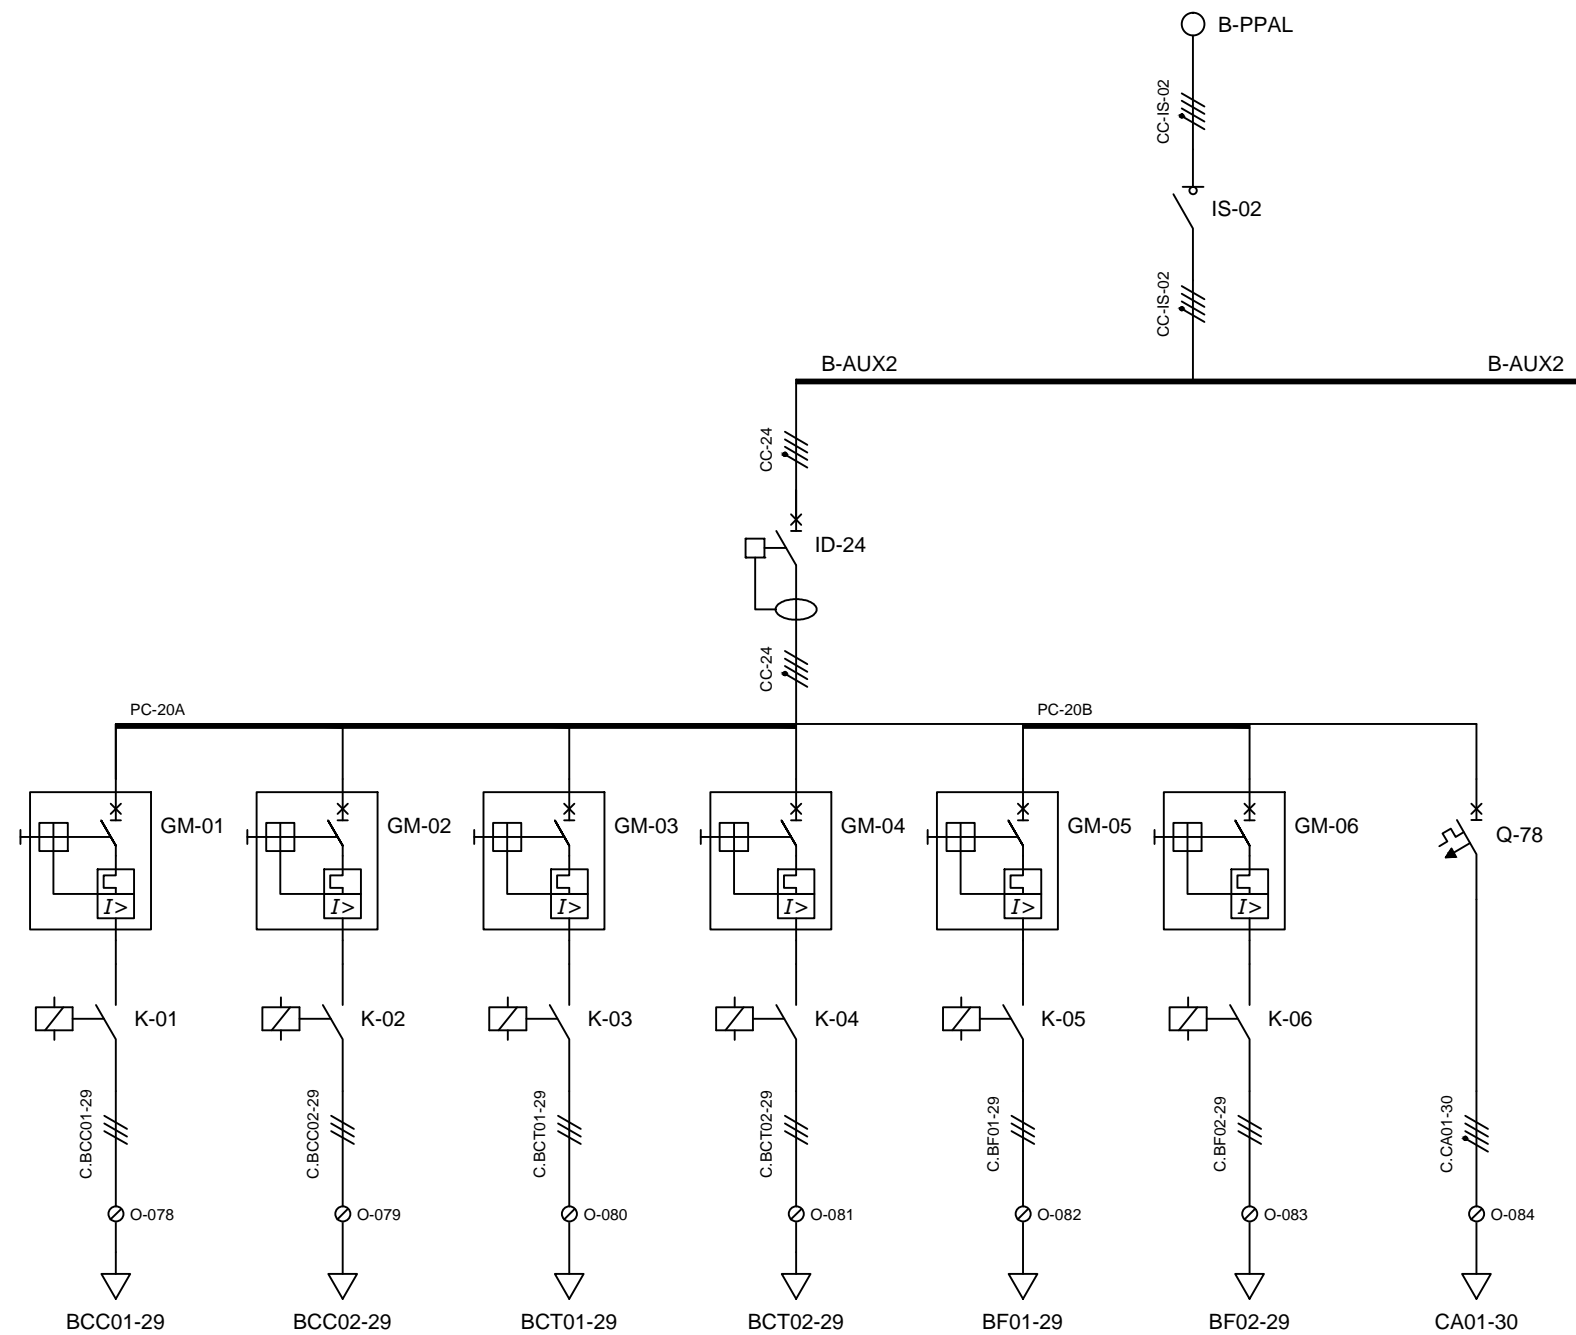 B-PPAL
CC-IS-02
IS-02
CC-IS-02
B-AUX2
B-AUX2
CC-24
ID-24
CC-24
PC-20A
PC-20B
GM-01
GM-02
GM-03
GM-04
GM-05
GM-06
Q-78
I>
I>
I>
I>
I>
I>
K-01
K-02
K-03
K-04
K-05
K-06
C.BCC01-29
C.BCC02-29
C.BCT01-29
C.BCT02-29
C.BF01-29
C.BF02-29
C.CA01-30
O-078
O-079
O-080
O-081
O-082
O-083
O-084
BCC01-29
BCC02-29
BCT01-29
BCT02-29
BF01-29
BF02-29
CA01-30